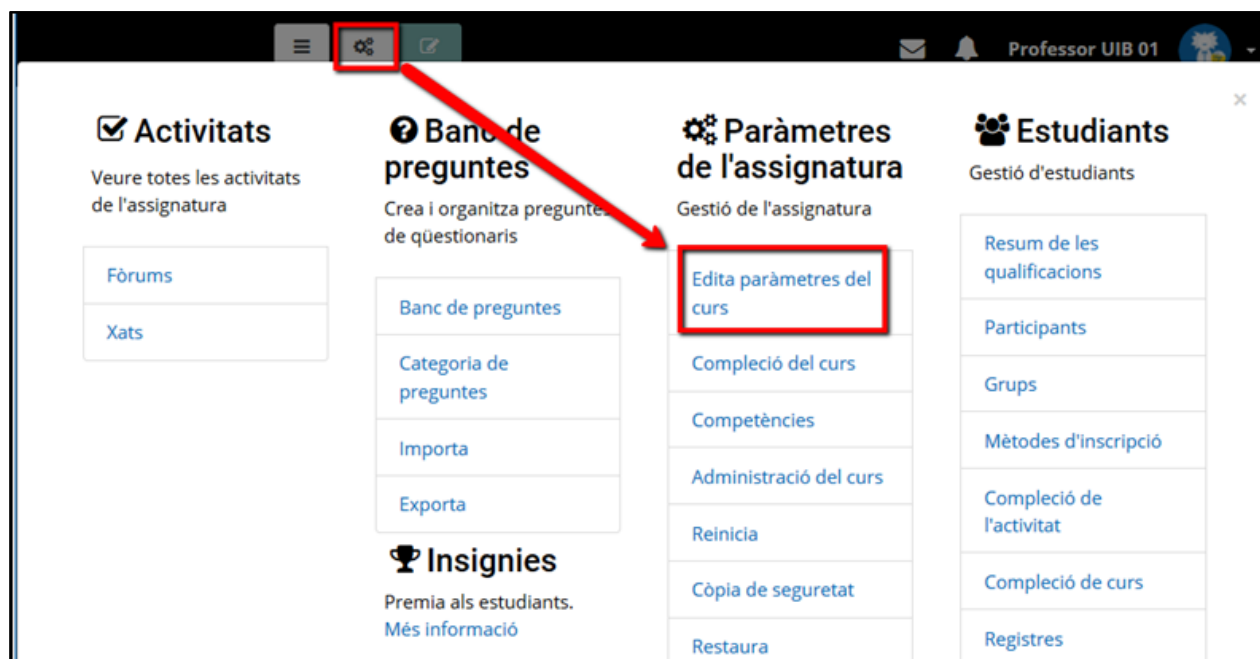 Professor UIB 01
Activitats
Veure totes les activitats
de l'assignatura
Fòrums
Xats
Banc de
preguntes
Crea i organitza preguntes
de qüestionaris
Banc de preguntes
Categoria de
preguntes
Importa
Exporta
Insignies
Premia als estudiants.
Més informació
Paràmetres
de l'assignatura
Gestió de l'assignatura
Edita paràmetres del
curs
Compleció del curs
Competències
Administració del curs
Reinicia
Còpia de seguretat
Restaura
Estudiants
Gestió d'estudiants
Resum de les
qualificacions
Participants
Grups
Mètodes d'inscripció
Compleció de
l'activitat
Compleció de curs
Registres